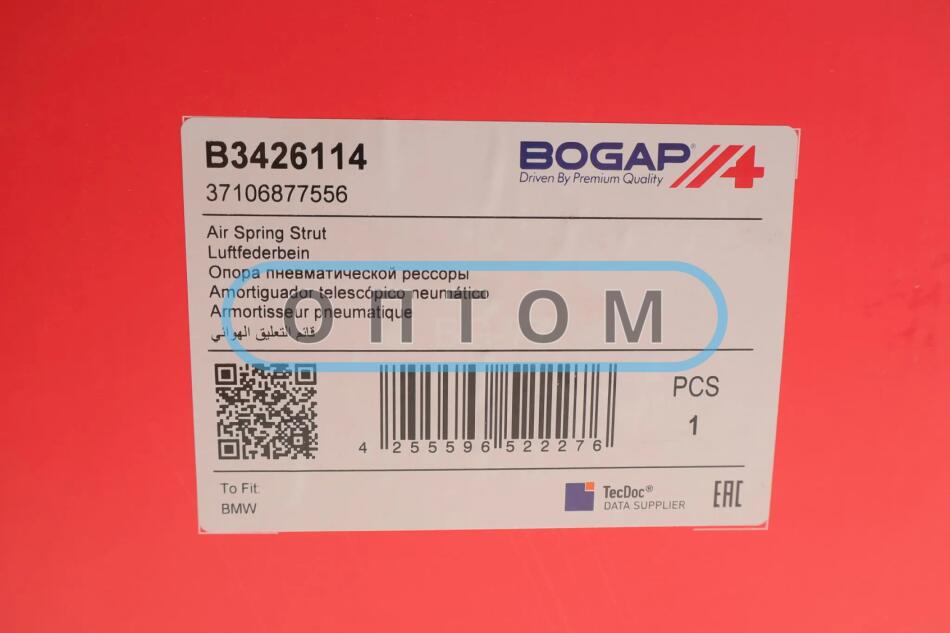 B3426114
BOGAP®
37106877556
Driven By Premium Quality
Air Spring Strut
Luftfederbein
Опора пневматической рессоры
Amortiguador telescópico neumático
Armortisseur pneumatique
قائم التعليق الهوائي
ОПТОМ
PCS
1
4 255596 522276
To Fit:
BMW
TecDoc®
DATA SUPPLIER
EAC